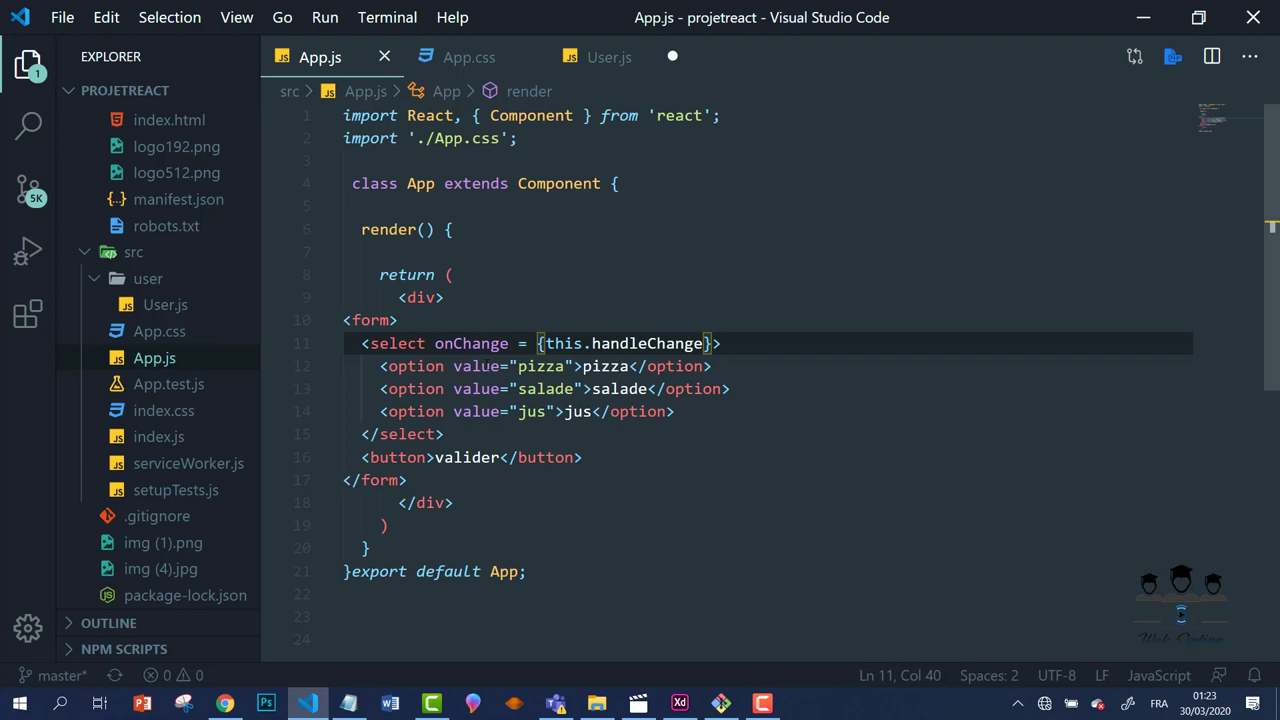 File Edit Selection View Go Run Terminal Help App.js - projetreact - Visual Studio Code
EXPLORER
App.js App.css User.js
1
PROJETREACT
src > App.js > App > render
index.html
logo192.png
logo512.png
manifest.json
robots.txt
src
user
User.js
App.css
App.js
App.test.js
index.css
index.js
serviceWorker.js
setupTests.js
.gitignore
img (1).png
img (4).jpg
package-lock.json
OUTLINE
NPM SCRIPTS
5K
1 import React, { Component } from 'react';
2 import './App.css';
3
4 class App extends Component {
5
6 render() {
7
8 return (
9 <div>
10 <form>
11 <select onChange = {this.handleChange}>
12 <option value="pizza">pizza</option>
13 <option value="salade">salade</option>
14 <option value="jus">jus</option>
15 </select>
16 <button>valider</button>
17 </form>
18 </div>
19 )
20 }
21 }export default App;
22
23
24
Web Coding
master* 0 0 Ln 11, Col 40 Spaces: 2 UTF-8 LF JavaScript
FRA 01:23
30/03/2020